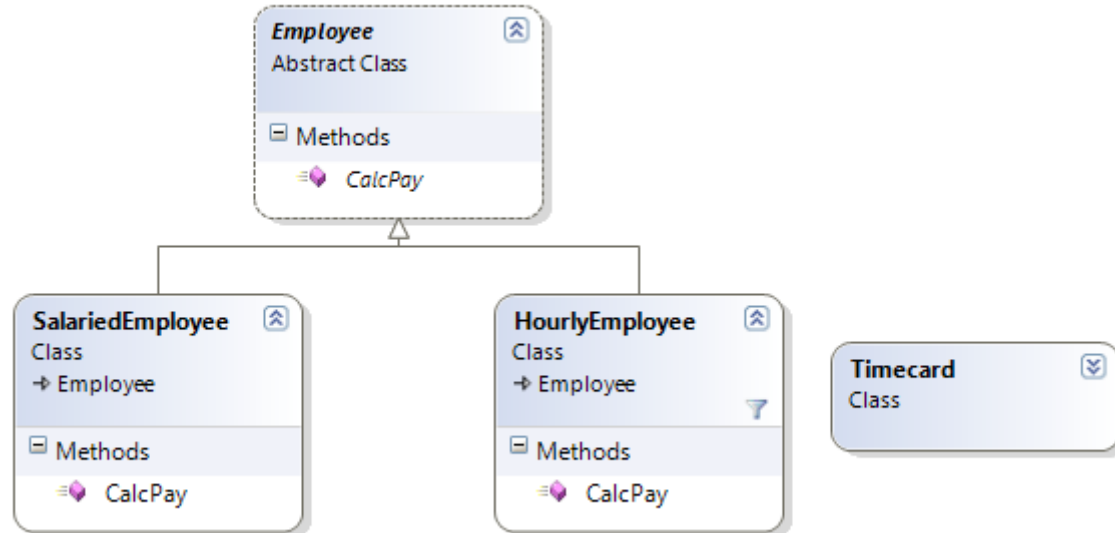 Employee
Abstract Class
Methods
CalcPay
SalariedEmployee
Class
Employee
Methods
CalcPay
HourlyEmployee
Class
Employee
Methods
CalcPay
Timecard
Class